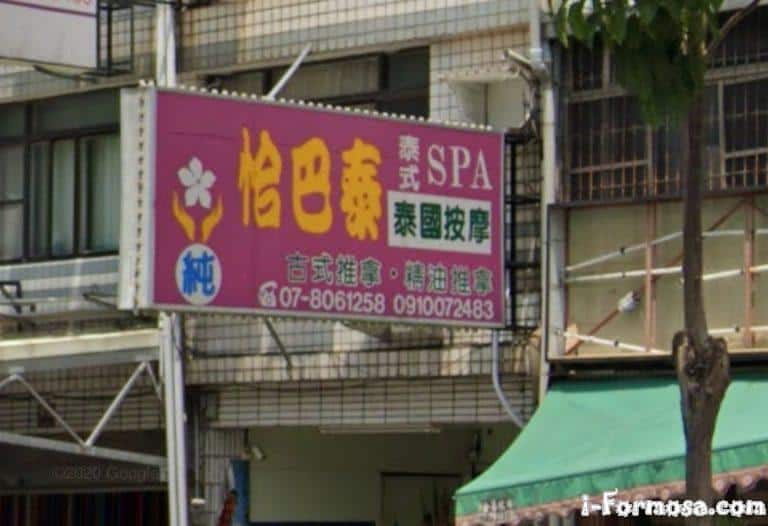 恰巴泰
泰式 SPA
泰國按摩
純
古式推拿·精油推拿
☎07-8061258 0910072483
©2020 Google
i-Formosa.com